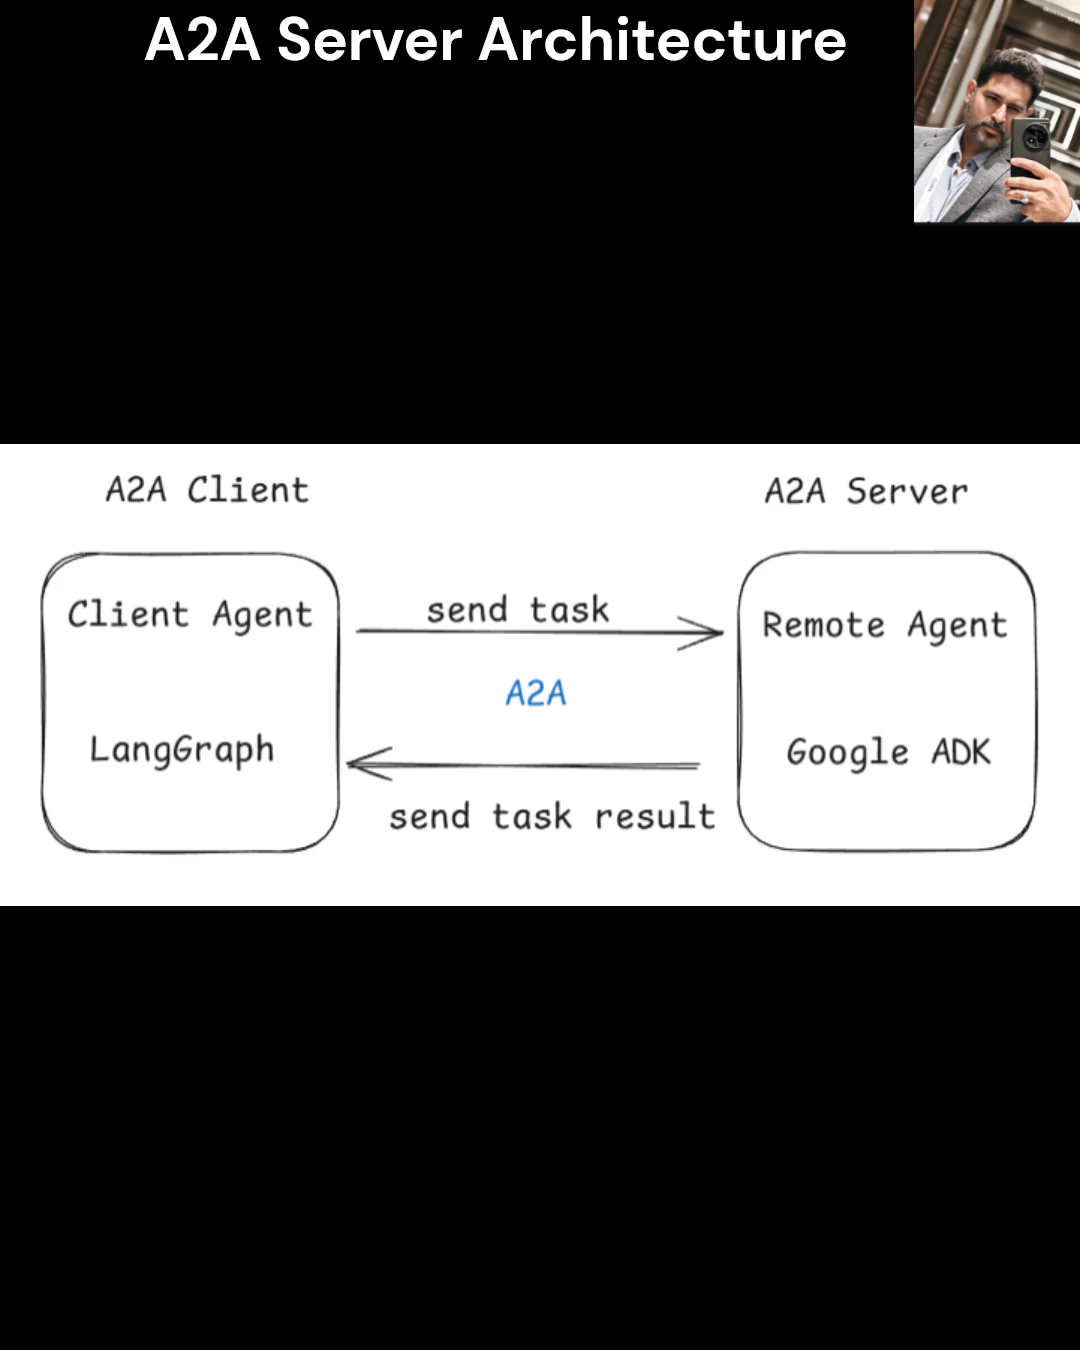 A2A Server Architecture
A2A Client
A2A Server
Client Agent
send task
Remote Agent
A2A
LangGraph
Google ADK
send task result